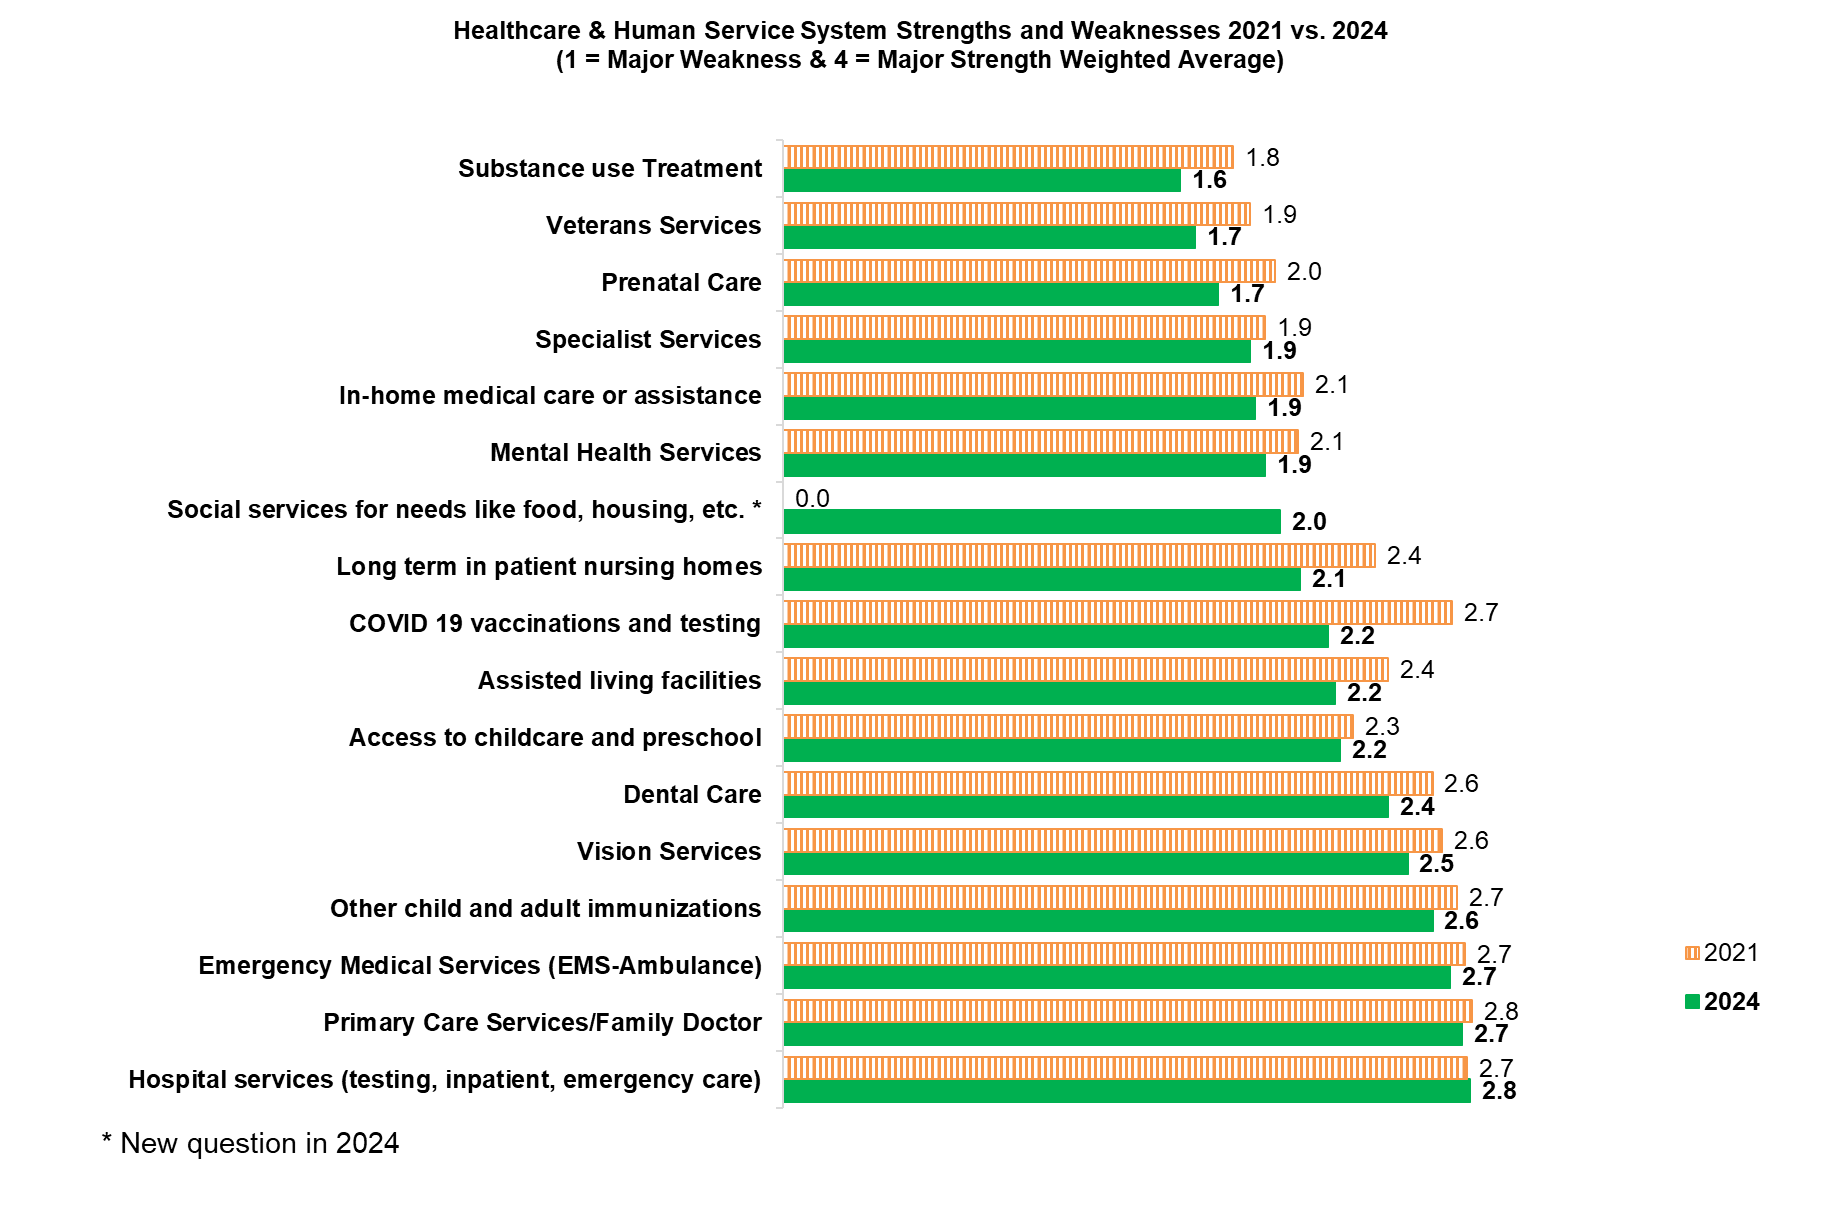 Healthcare & Human Service System Strengths and Weaknesses 2021 vs. 2024
(1 = Major Weakness & 4 = Major Strength Weighted Average)
Substance use Treatment 1.8
1.6
Veterans Services 1.9
1.7
Prenatal Care 2.0
1.7
Specialist Services 1.9
1.9
In-home medical care or assistance 2.1
1.9
Mental Health Services 2.1
1.9
Social services for needs like food, housing, etc. * 0.0
2.0
Long term in patient nursing homes 2.4
2.1
COVID 19 vaccinations and testing 2.7
2.2
Assisted living facilities 2.4
2.2
Access to childcare and preschool 2.3
2.2
Dental Care 2.6
2.4
Vision Services 2.6
2.5
Other child and adult immunizations 2.7
2.6
Emergency Medical Services (EMS-Ambulance) 2.7
2.7
Primary Care Services/Family Doctor 2.8
2.7
Hospital services (testing, inpatient, emergency care) 2.7
2.8
2021
2024
* New question in 2024